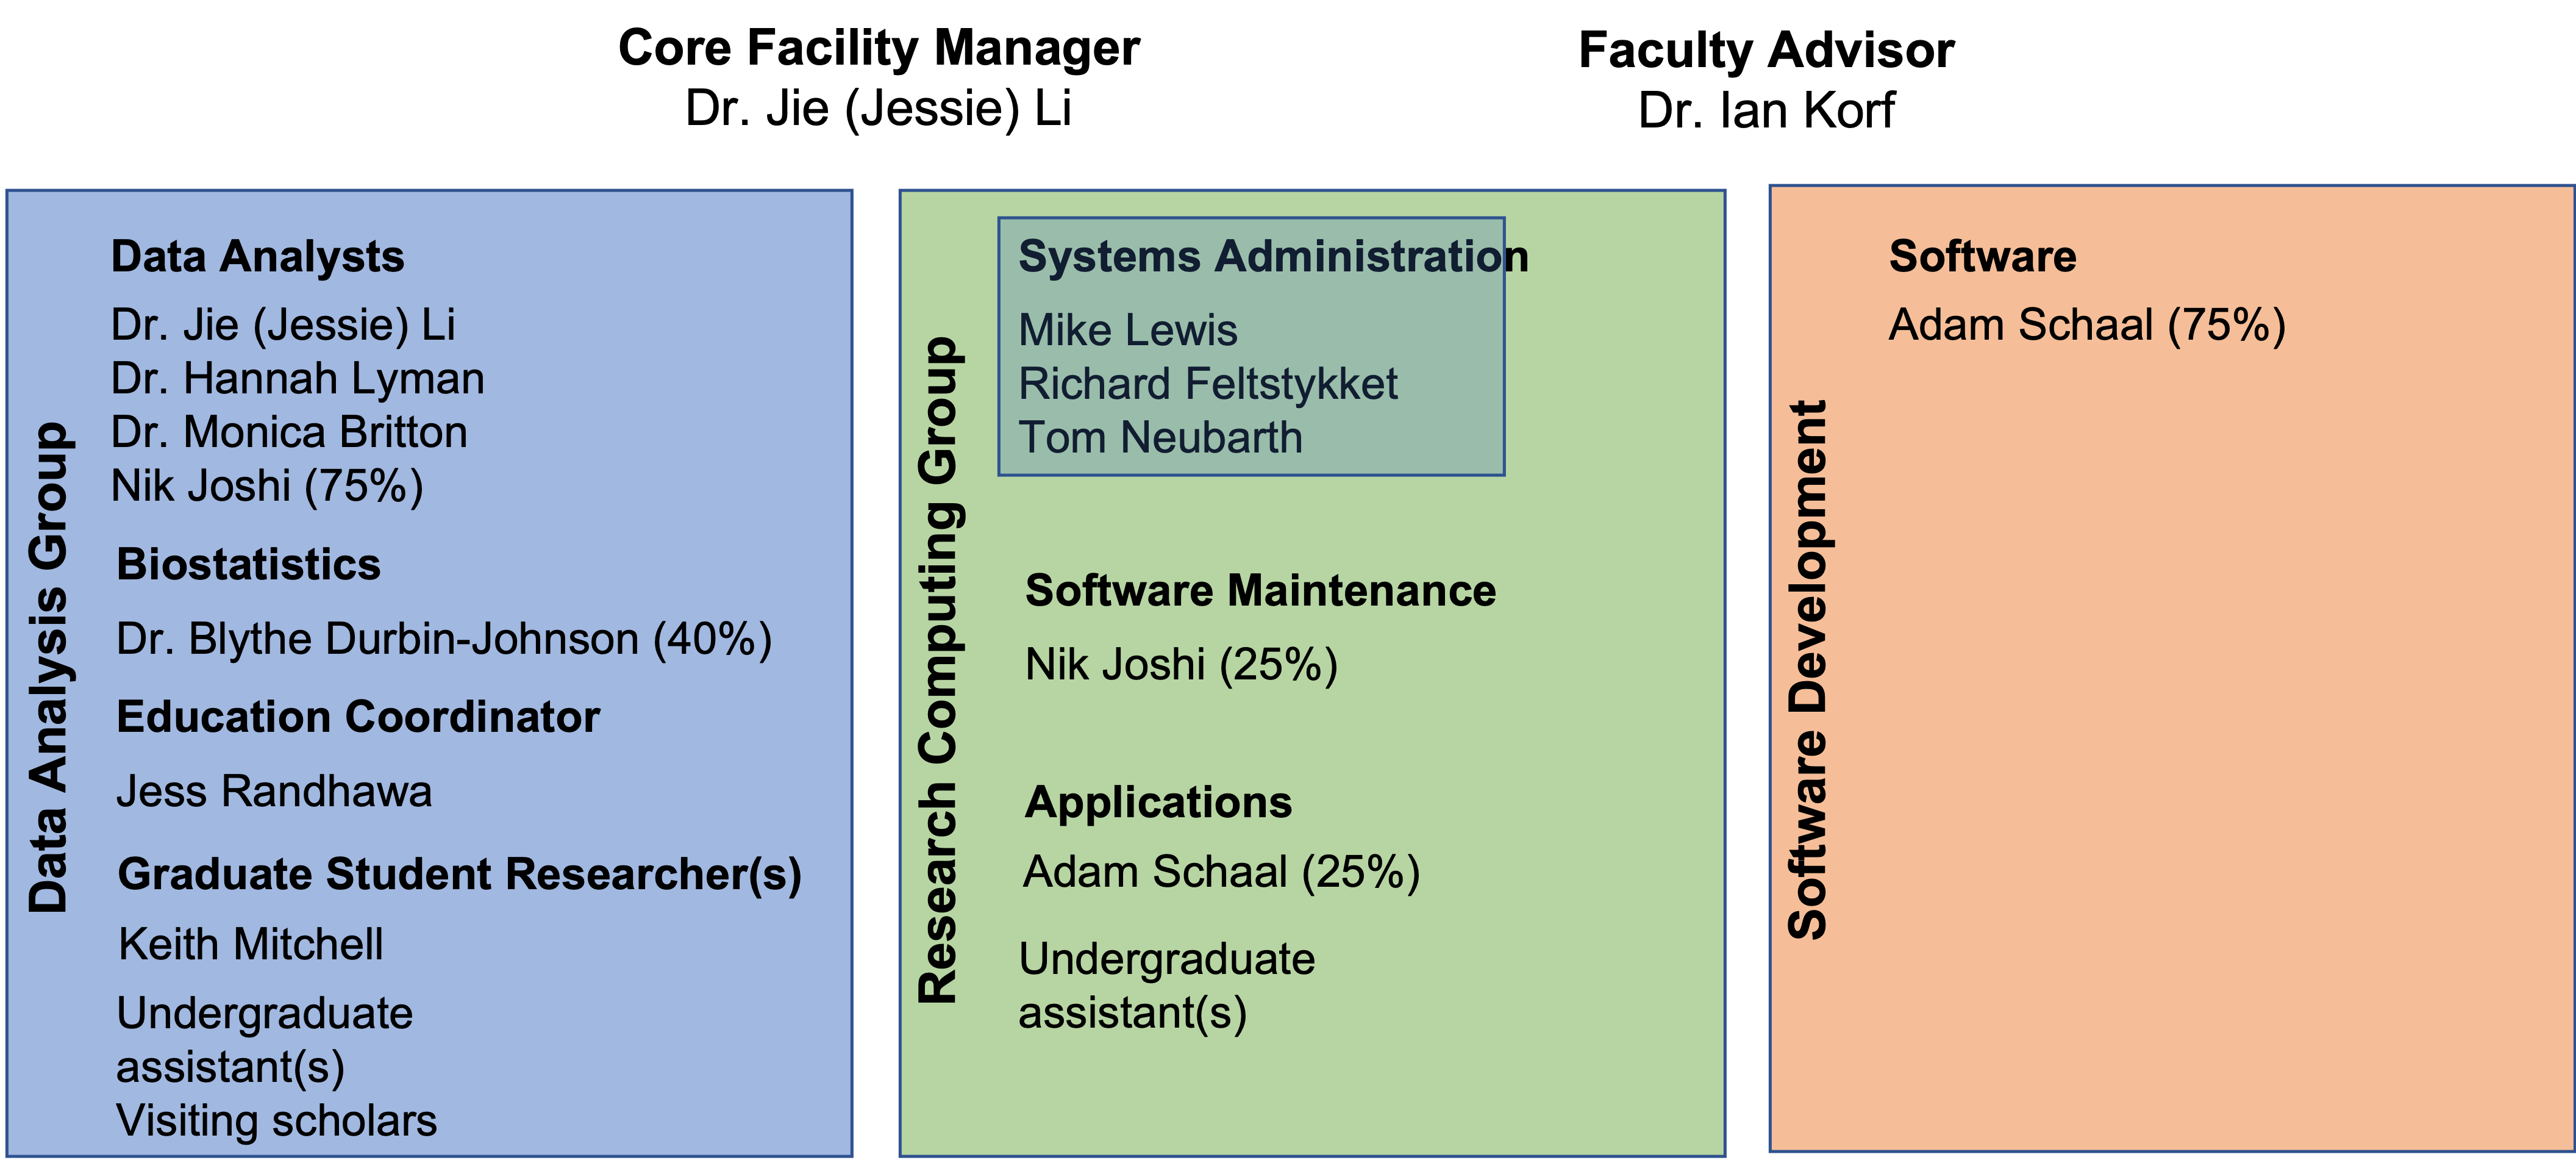 Core Facility Manager
Dr. Jie (Jessie) Li
Faculty Advisor
Dr. Ian Korf
Data Analysis Group
Data Analysts
Dr. Jie (Jessie) Li
Dr. Hannah Lyman
Dr. Monica Britton
Nik Joshi (75%)
Biostatistics
Dr. Blythe Durbin-Johnson (40%)
Education Coordinator
Jess Randhawa
Graduate Student Researcher(s)
Keith Mitchell
Undergraduate
assistant(s)
Visiting scholars
Research Computing Group
Systems Administration
Mike Lewis
Richard Feltstykket
Tom Neubarth
Software Maintenance
Nik Joshi (25%)
Applications
Adam Schaal (25%)
Undergraduate
assistant(s)
Software Development
Software
Adam Schaal (75%)